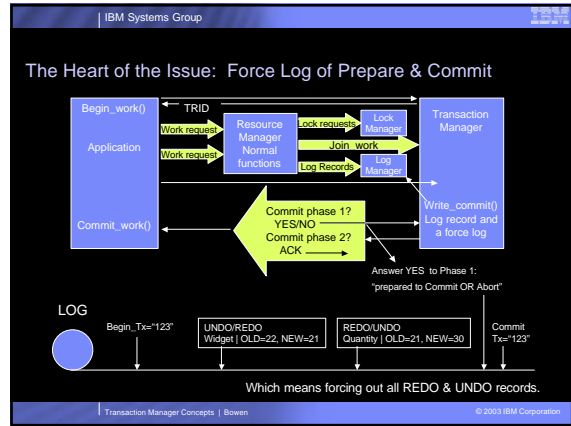 IBM Systems Group
IBM
The Heart of the Issue: Force Log of Prepare & Commit
Begin_work()
TRID
Application
Commit_work()
Work request
Work request
Resource
Manager
Normal
functions
Lock requests
Join_work
Log Records
Lock
Manager
Log
Manager
Transaction
Manager
Write_commit()
Log record and
a force log
Commit phase 1?
YES/NO
Commit phase 2?
ACK
Answer YES to Phase 1:
“prepared to Commit OR Abort”
LOG
Begin_Tx=“123”
UNDO/REDO
Widget | OLD=22, NEW=21
REDO/UNDO
Quantity | OLD=21, NEW=30
Commit
Tx=“123”
Which means forcing out all REDO & UNDO records.
Transaction Manager Concepts | Bowen
© 2003 IBM Corporation